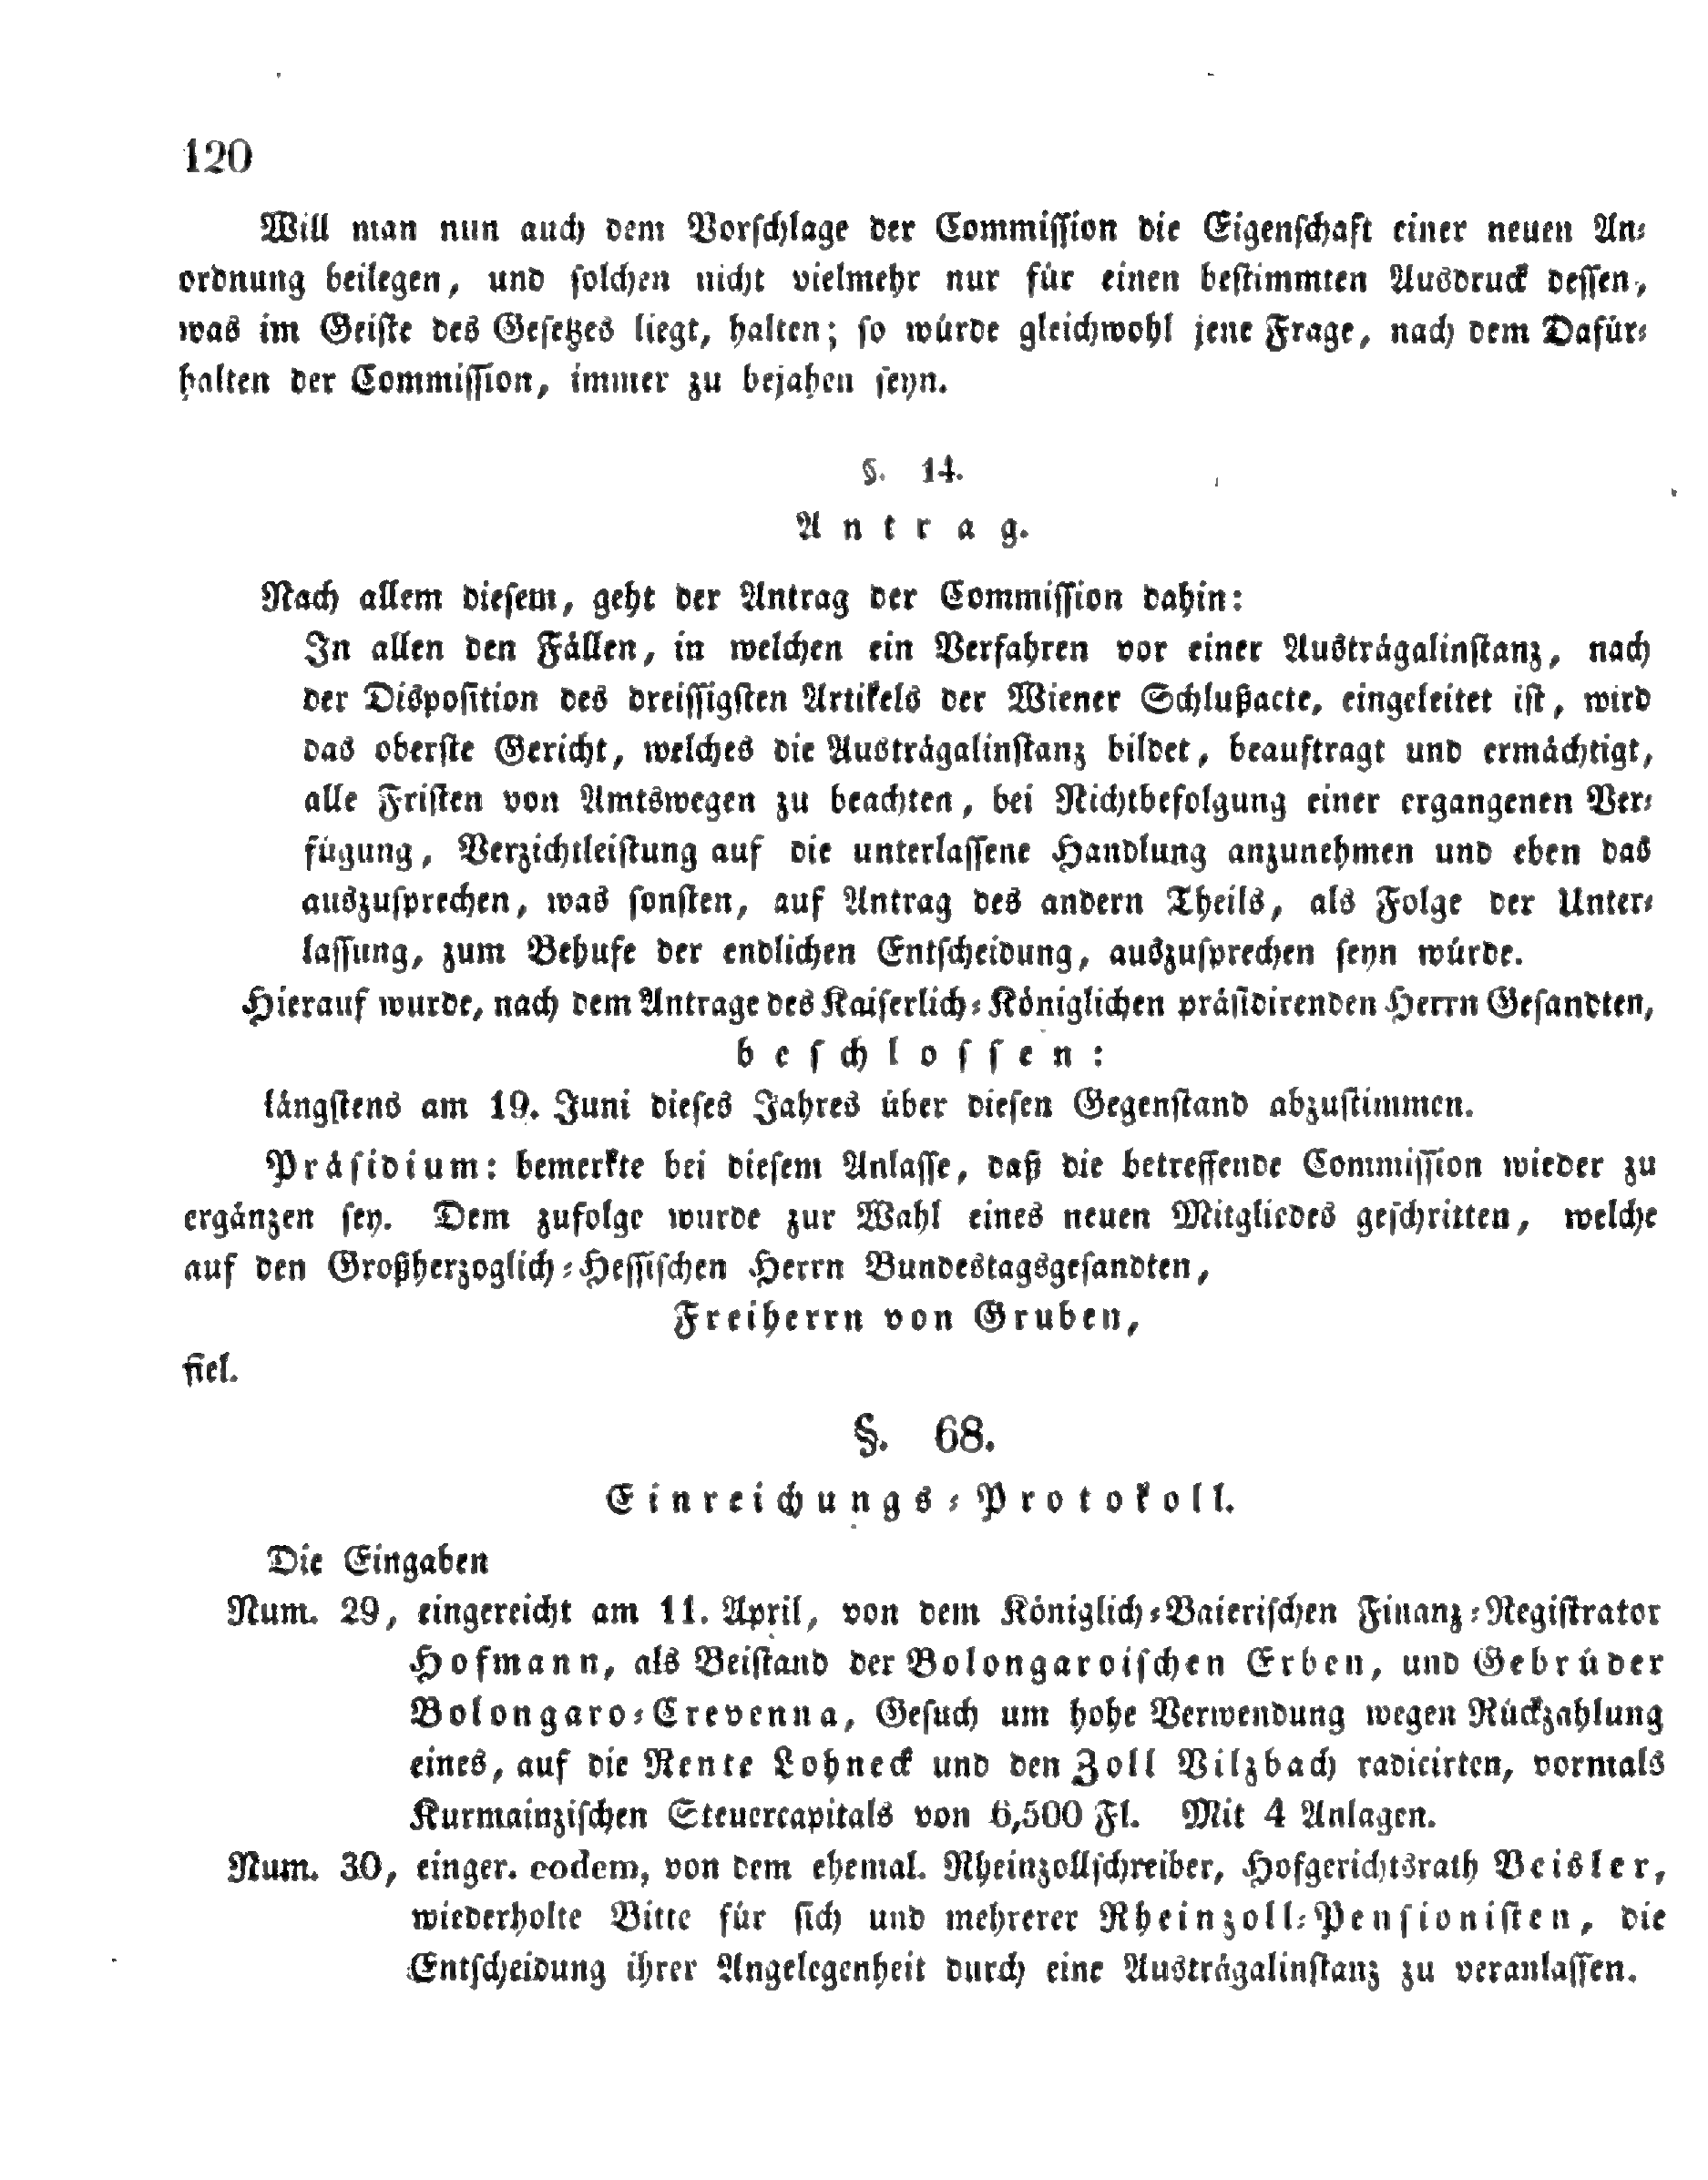 120
Will man nun auch dem Vorschlage der Commission die Eigenschaft einer neuen An-
ordnung beilegen, und solchen nicht vielmehr nur für einen bestimmten Ausdruck dessen,
was im Geiste des Gesetzes liegt, halten; so würde gleichwohl jene Frage, nach dem Dafür-
halten der Commission, immer zu bejahen seyn.
§. 14.
Antrag.
Nach allem diesem, geht der Antrag der Commission dahin:
In allen den Fällen, in welchen ein Verfahren vor einer Austrägalinstanz, nach
der Disposition des dreissigsten Artikels der Wiener Schlußacte, eingeleitet ist, wird
das oberste Gericht, welches die Austrägalinstanz bildet, beauftragt und ermächtigt,
alle Fristen von Amtswegen zu beachten, bei Nichtbefolgung einer ergangenen Ver-
fügung, Verzichtleistung auf die unterlassene Handlung anzunehmen und eben das
auszusprechen, was sonsten, auf Antrag des andern Theils, als Folge der Unter-
lassung, zum Behufe der endlichen Entscheidung, auszusprechen seyn würde.
Hierauf wurde, nach dem Antrage des Kaiserlich-Königlichen präsidirenden Herrn Gesandten,
beschlossen:
längstens am 19. Juni dieses Jahres über diesen Gegenstand abzustimmen.
Präsidium: bemerkte bei diesem Anlasse, daß die betreffende Commission wieder zu
ergänzen sey. Dem zufolge wurde zur Wahl eines neuen Mitgliedes geschritten, welche
auf den Großherzoglich-Hessischen Herrn Bundestagsgesandten,
Freiherrn von Gruben,
fiel.
§. 68.
Einreichungs-Protokoll.
Die Eingaben
Num. 29, eingereicht am 11. April, von dem Königlich-Baierischen Finanz-Registrator
Hofmann, als Beistand der Bolongaroischen Erben, und Gebrüder
Bolongaro-Crevenna, Gesuch um hohe Verwendung wegen Rückzahlung
eines, auf die Rente Lohneck und den Zoll Vilzbach radicirten, vormals
Kurmainzischen Steuercapitals von 6,500 Fl. Mit 4 Anlagen.
Num. 30, einger. eodem, von dem ehemal. Rheinzollschreiber, Hofgerichtsrath Beisler,
wiederholte Bitte für sich und mehrerer Rheinzoll-Pensionisten, die
Entscheidung ihrer Angelegenheit durch eine Austrägalinstanz zu veranlassen.